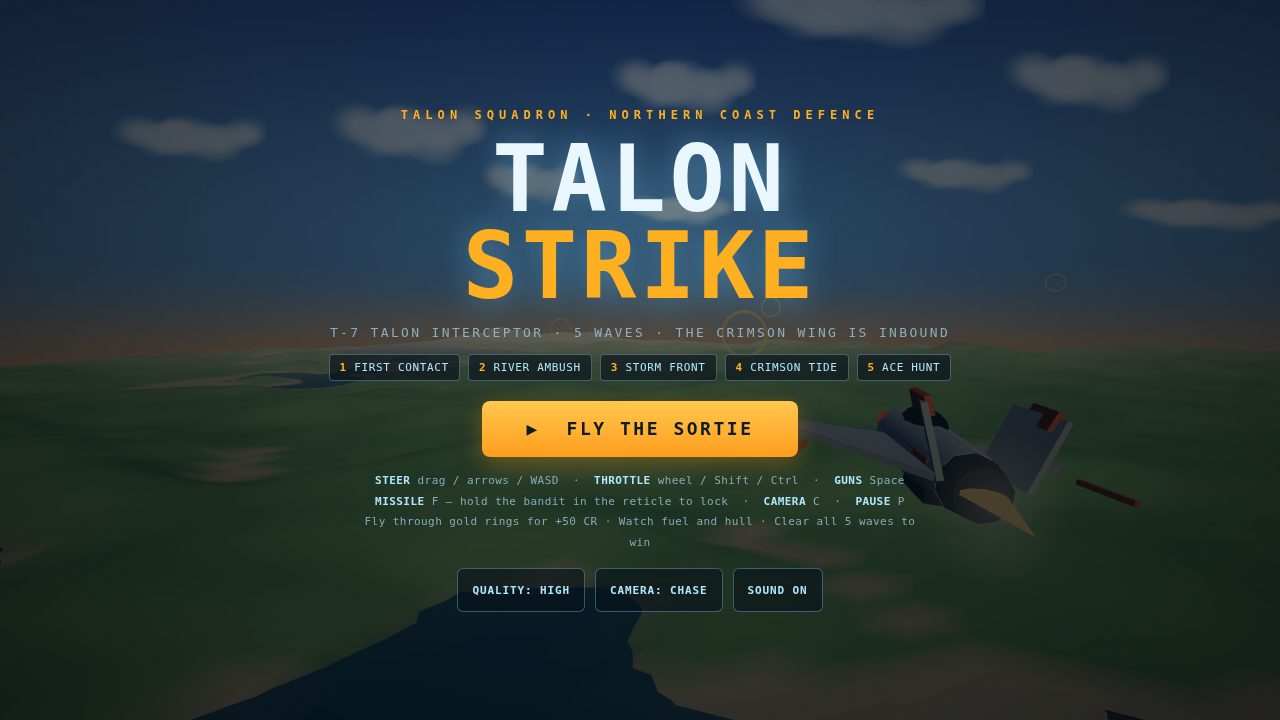 TALON SQUADRON · NORTHERN COAST DEFENCE
TALON
STRIKE
T-7 TALON INTERCEPTOR · 5 WAVES · THE CRIMSON WING IS INBOUND
1 FIRST CONTACT 2 RIVER AMBUSH 3 STORM FRONT 4 CRIMSON TIDE 5 ACE HUNT
▶ FLY THE SORTIE
STEER drag / arrows / WASD · THROTTLE wheel / Shift / Ctrl · GUNS Space
MISSILE F — hold the bandit in the reticle to lock · CAMERA C · PAUSE P
Fly through gold rings for +50 CR · Watch fuel and hull · Clear all 5 waves to
win
QUALITY: HIGH CAMERA: CHASE SOUND ON